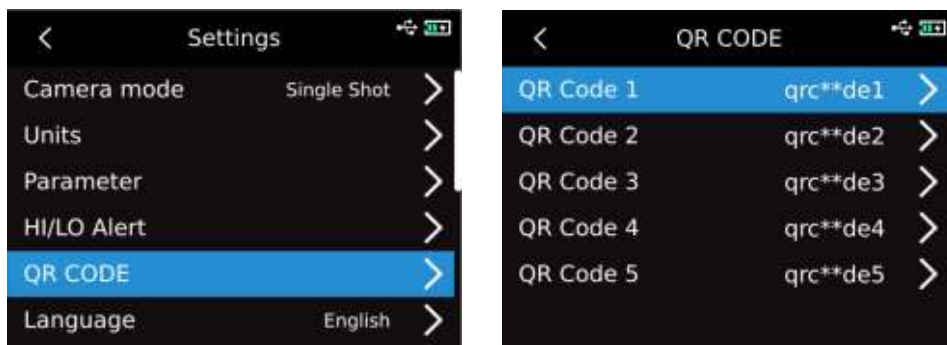 Settings
Camera mode Single Shot
Units
Parameter
HI/LO Alert
QR CODE
Language English
QR CODE
QR Code 1 qrc**de1
QR Code 2 qrc**de2
QR Code 3 qrc**de3
QR Code 4 qrc**de4
QR Code 5 qrc**de5